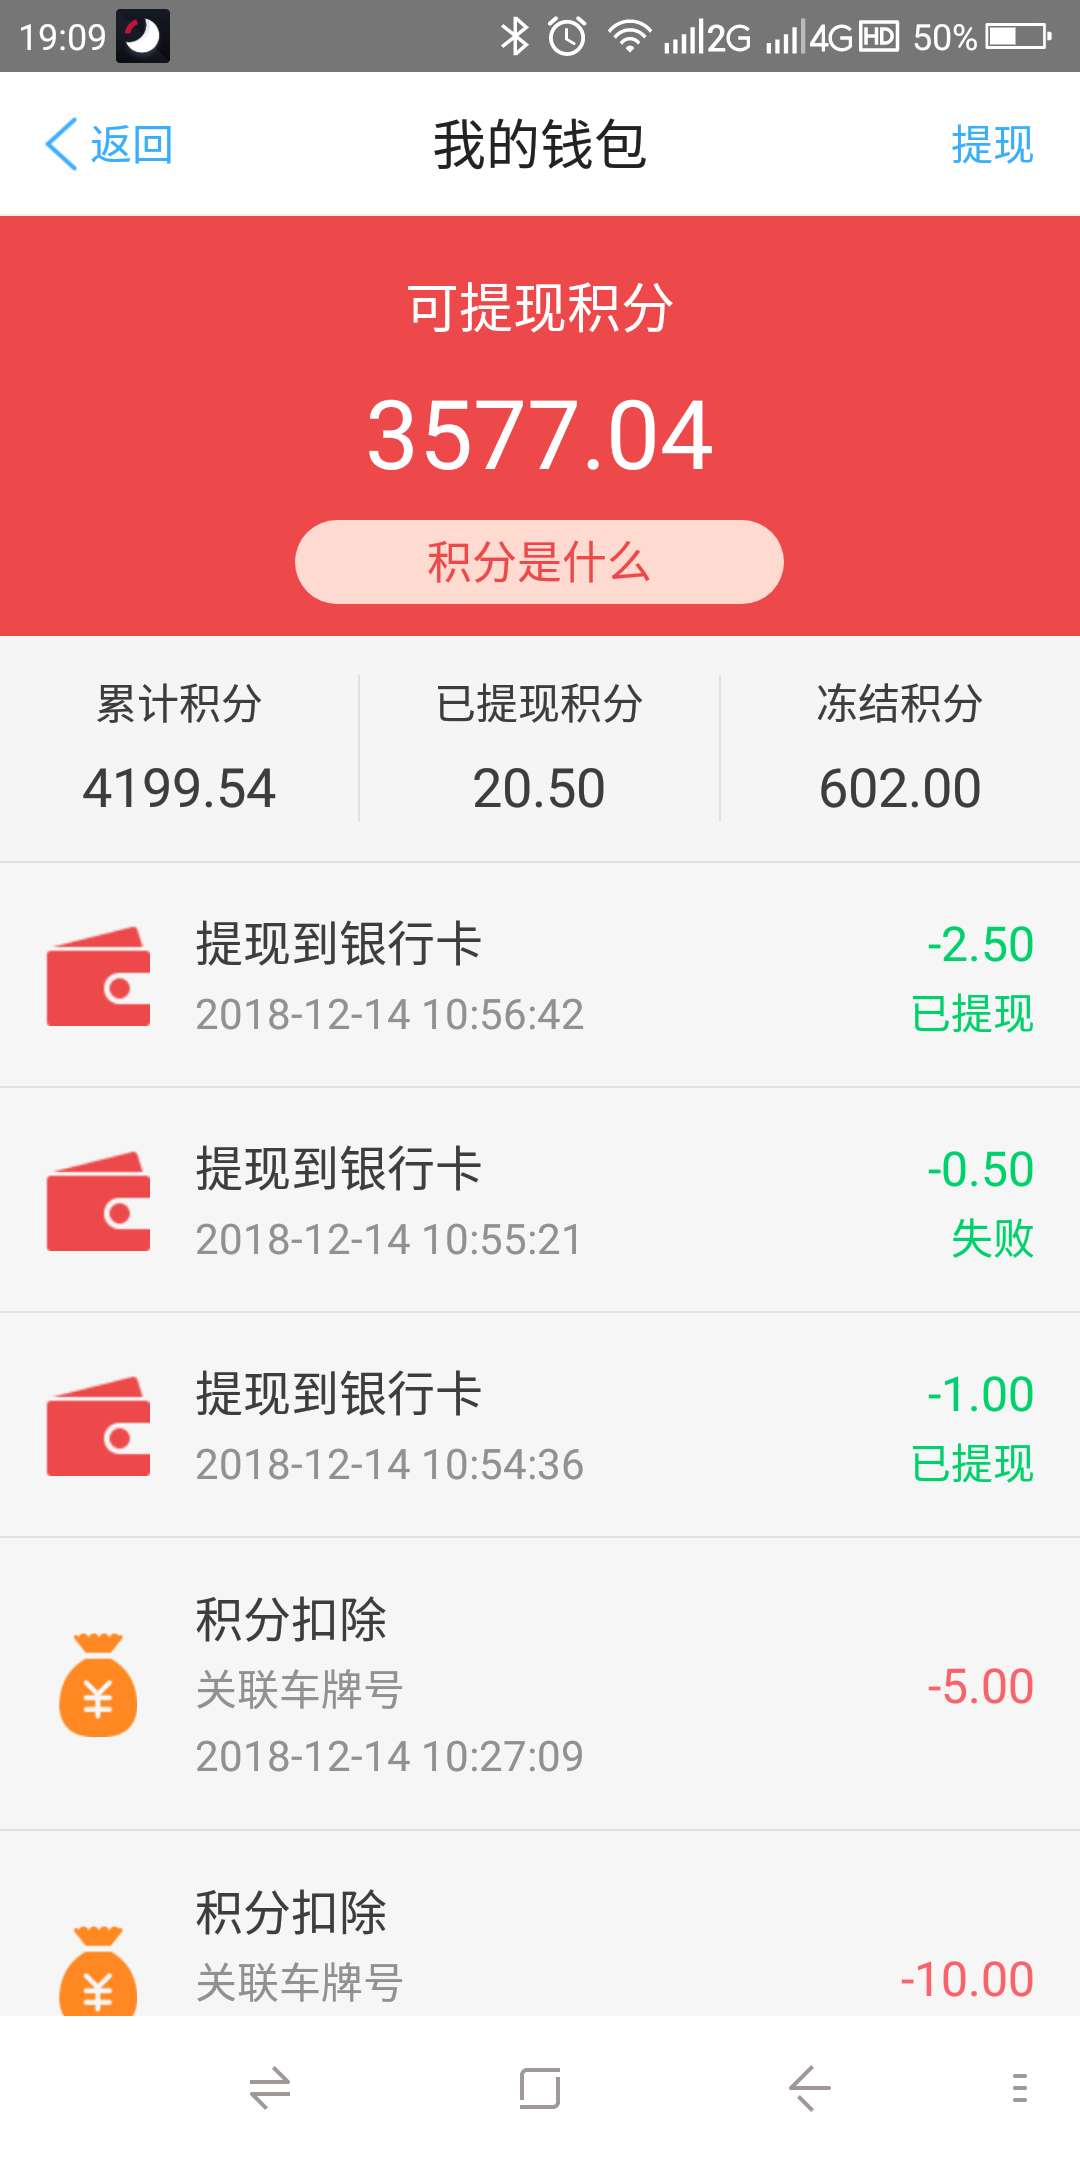 19:09 2G 4G HD 50%
返回 我的钱包 提现
可提现积分
3577.04
积分是什么
累计积分 已提现积分 冻结积分
4199.54 20.50 602.00
提现到银行卡 -2.50
2018-12-14 10:56:42 已提现
提现到银行卡 -0.50
2018-12-14 10:55:21 失败
提现到银行卡 -1.00
2018-12-14 10:54:36 已提现
积分扣除
关联车牌号 -5.00
2018-12-14 10:27:09
积分扣除
关联车牌号 -10.00